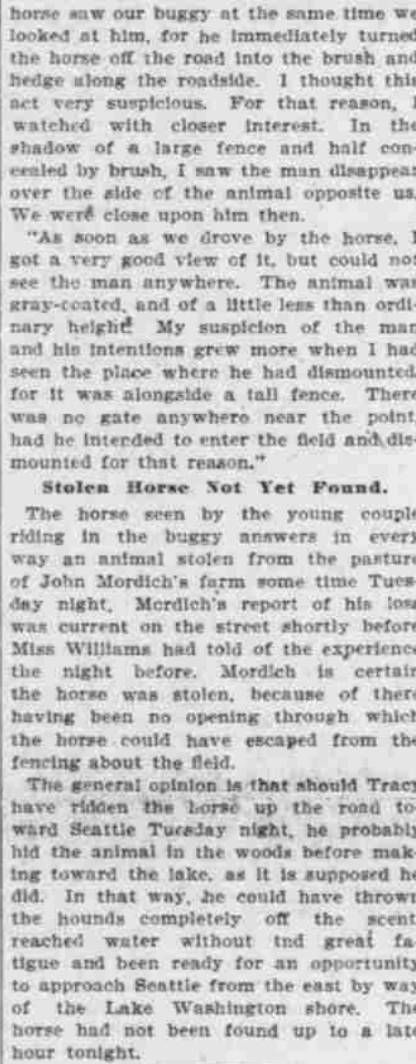 horse saw our buggy at the same time we
looked at him, for he immediately turned
the horse off the road into the brush and
hedge along the roadside. I thought this
act very suspicious. For that reason, I
watched with closer interest. In the
shadow of a large fence and half con-
cealed by brush, I saw the man disappear
over the side of the animal opposite us.
We were close upon him then.
"As soon as we drove by the horse, I
got a very good view of it, but could not
see the man anywhere. The animal was
gray-coated, and of a little less than ordi-
nary height. My suspicion of the man
and his intentions grew more when I had
seen the place where he had dismounted,
for it was alongside a tall fence. There
was no gate anywhere near the point,
had he intended to enter the field and dis-
mounted for that reason."
Stolen Horse Not Yet Found.
The horse seen by the young couple
riding in the buggy answers in every
way an animal stolen from the pasture
of John Mordich's farm some time Tues-
day night. Mordich's report of his loss
was current on the street shortly before
Miss Williams had told of the experience
the night before. Mordich is certain
the horse was stolen, because of there
having been no opening through which
the horse could have escaped from the
fencing about the field.
The general opinion is that should Tracy
have ridden the horse up the road to-
ward Seattle Tuesday night, he probably
hid the animal in the woods before mak-
ing toward the lake, as it is supposed he
did. In that way, he could have thrown
the hounds completely off the scent,
reached water without tnd great fa-
tigue and been ready for an opportunity
to approach Seattle from the east by way
of the Lake Washington shore. The
horse had not been found up to a late
hour tonight.